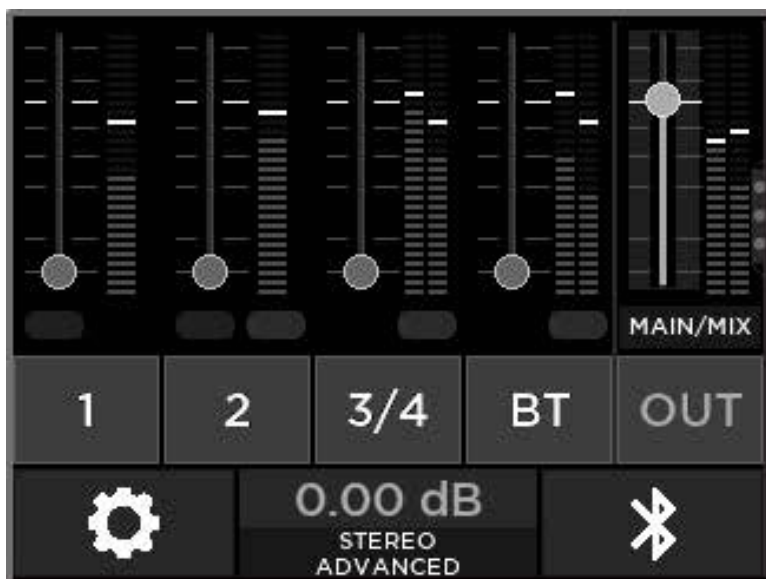 MAIN/MIX
1 2 3/4 BT OUT
0.00 dB
STEREO
ADVANCED